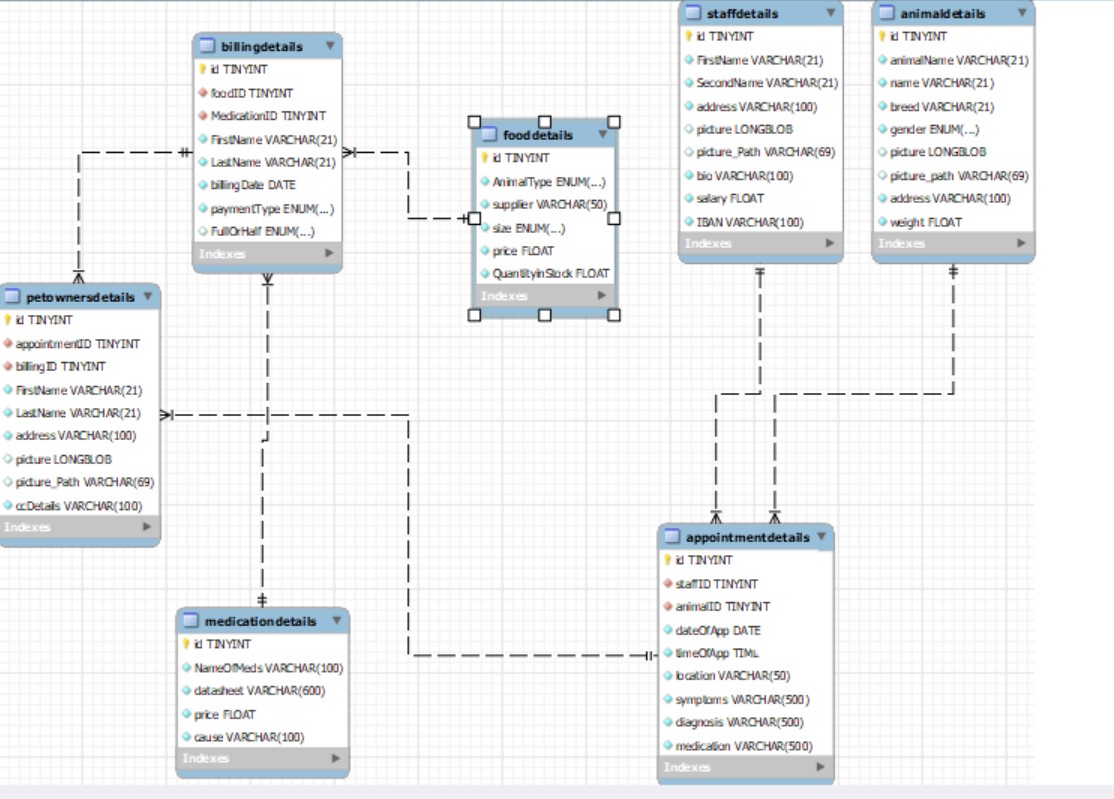 billingdetails
id TINYINT
foodID TINYINT
MedicationID TINYINT
FirstName VARCHAR(21)
LastName VARCHAR(21)
billingDate DATE
paymentType ENUM(...)
FullOrHalf ENUM(...)
Indexes
fooddetails
id TINYINT
AnimalType ENUM(...)
supplier VARCHAR(50)
size ENUM(...)
price FLOAT
QuantityinStock FLOAT
Indexes
staffdetails
id TINYINT
FirstName VARCHAR(21)
SecondName VARCHAR(21)
address VARCHAR(100)
picture LONGBLOB
picture_Path VARCHAR(69)
bio VARCHAR(100)
salary FLOAT
IBAN VARCHAR(100)
Indexes
animaldetails
id TINYINT
animalName VARCHAR(21)
name VARCHAR(21)
breed VARCHAR(21)
gender ENUM(...)
picture LONGBLOB
picture_path VARCHAR(69)
address VARCHAR(100)
weight FLOAT
Indexes
petownersdetails
id TINYINT
appointmentID TINYINT
billingID TINYINT
FirstName VARCHAR(21)
LastName VARCHAR(21)
address VARCHAR(100)
picture LONGBLOB
picture_Path VARCHAR(69)
ccDetails VARCHAR(100)
Indexes
medicationdetails
id TINYINT
NameOfMeds VARCHAR(100)
datasheet VARCHAR(600)
price FLOAT
cause VARCHAR(100)
Indexes
appointmentdetails
id TINYINT
staffID TINYINT
animalID TINYINT
dateOfApp DATE
timeOfApp TIME
location VARCHAR(50)
symptoms VARCHAR(500)
diagnosis VARCHAR(500)
medication VARCHAR(500)
Indexes